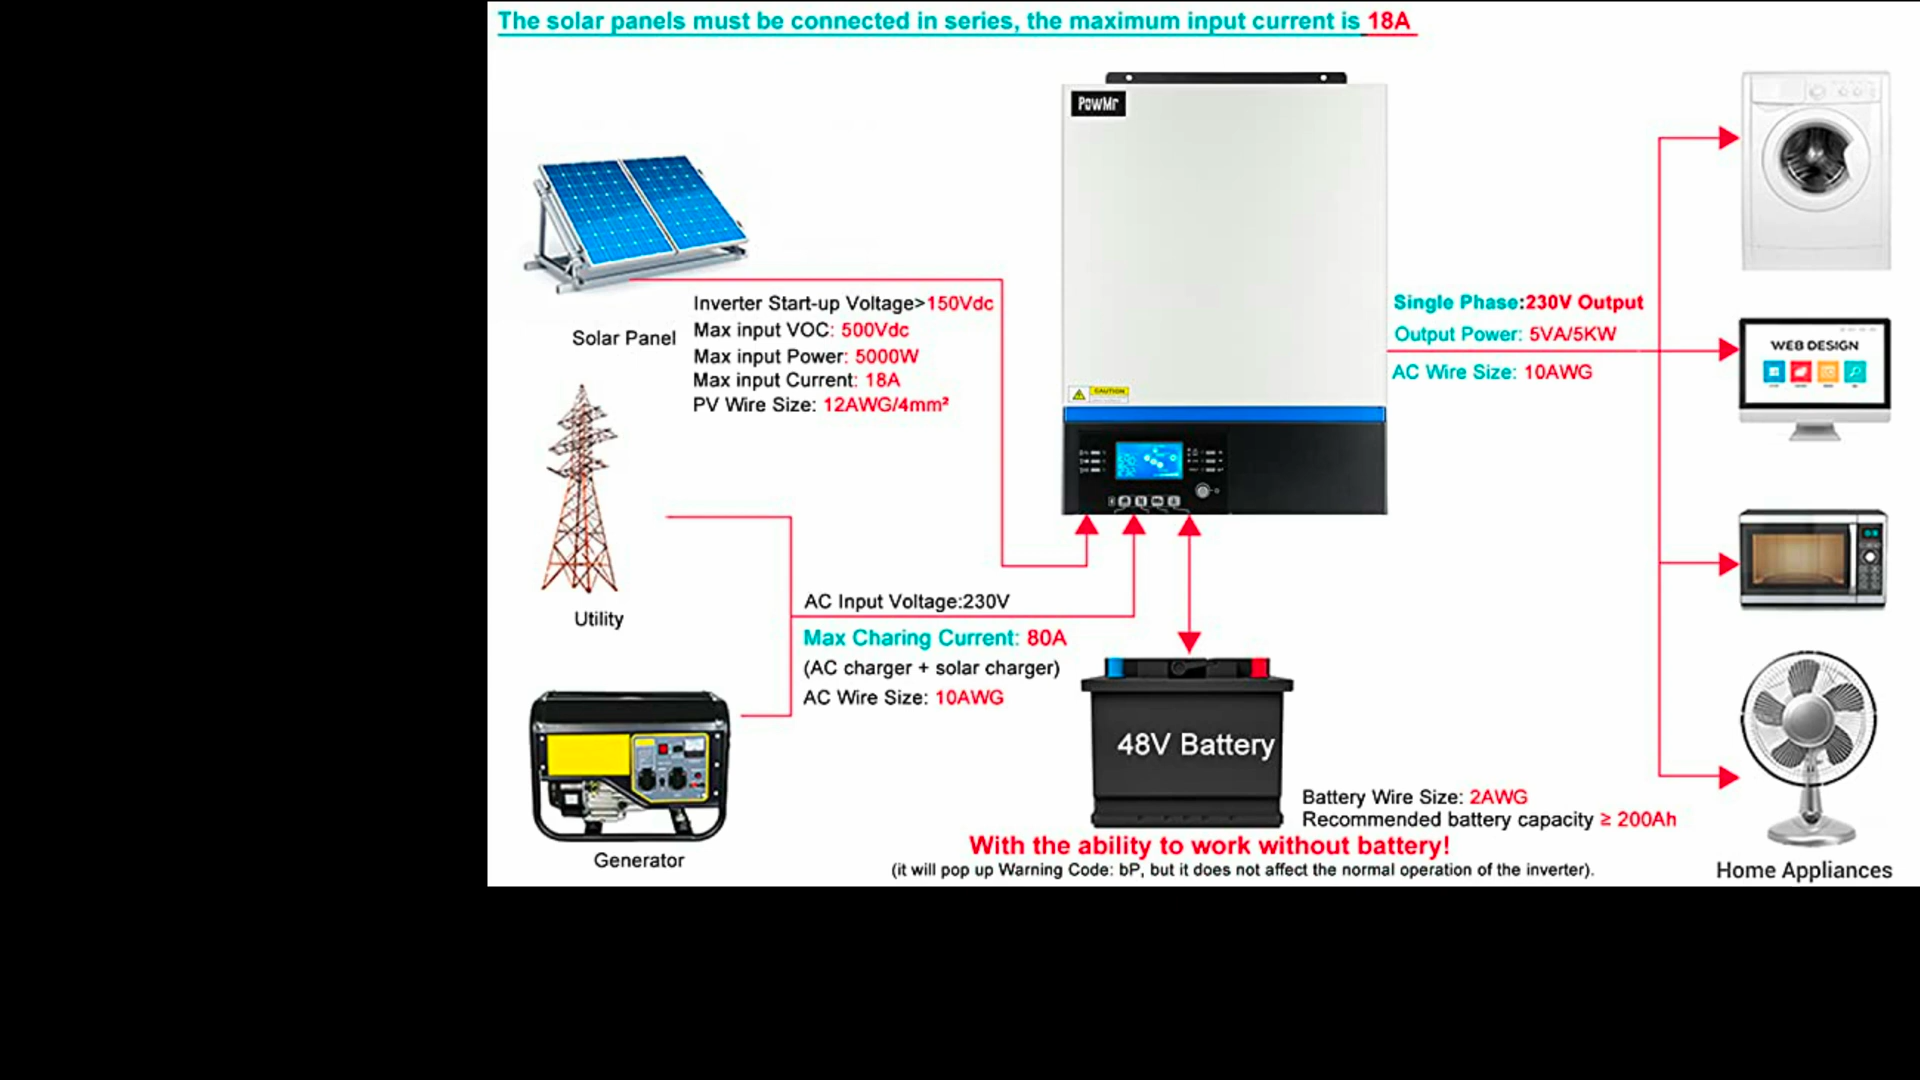 The solar panels must be connected in series, the maximum input current is 18A
PowMr
CAUTION
Solar Panel
Inverter Start-up Voltage>150Vdc
Max input VOC: 500Vdc
Max input Power: 5000W
Max input Current: 18A
PV Wire Size: 12AWG/4mm²
Single Phase:230V Output
Output Power: 5VA/5KW
AC Wire Size: 10AWG
WEB DESIGN
Utility
AC Input Voltage:230V
Max Charing Current: 80A
(AC charger + solar charger)
AC Wire Size: 10AWG
Generator
48V Battery
Battery Wire Size: 2AWG
Recommended battery capacity ≥ 200Ah
With the ability to work without battery!
(it will pop up Warning Code: bP, but it does not affect the normal operation of the inverter).
Home Appliances